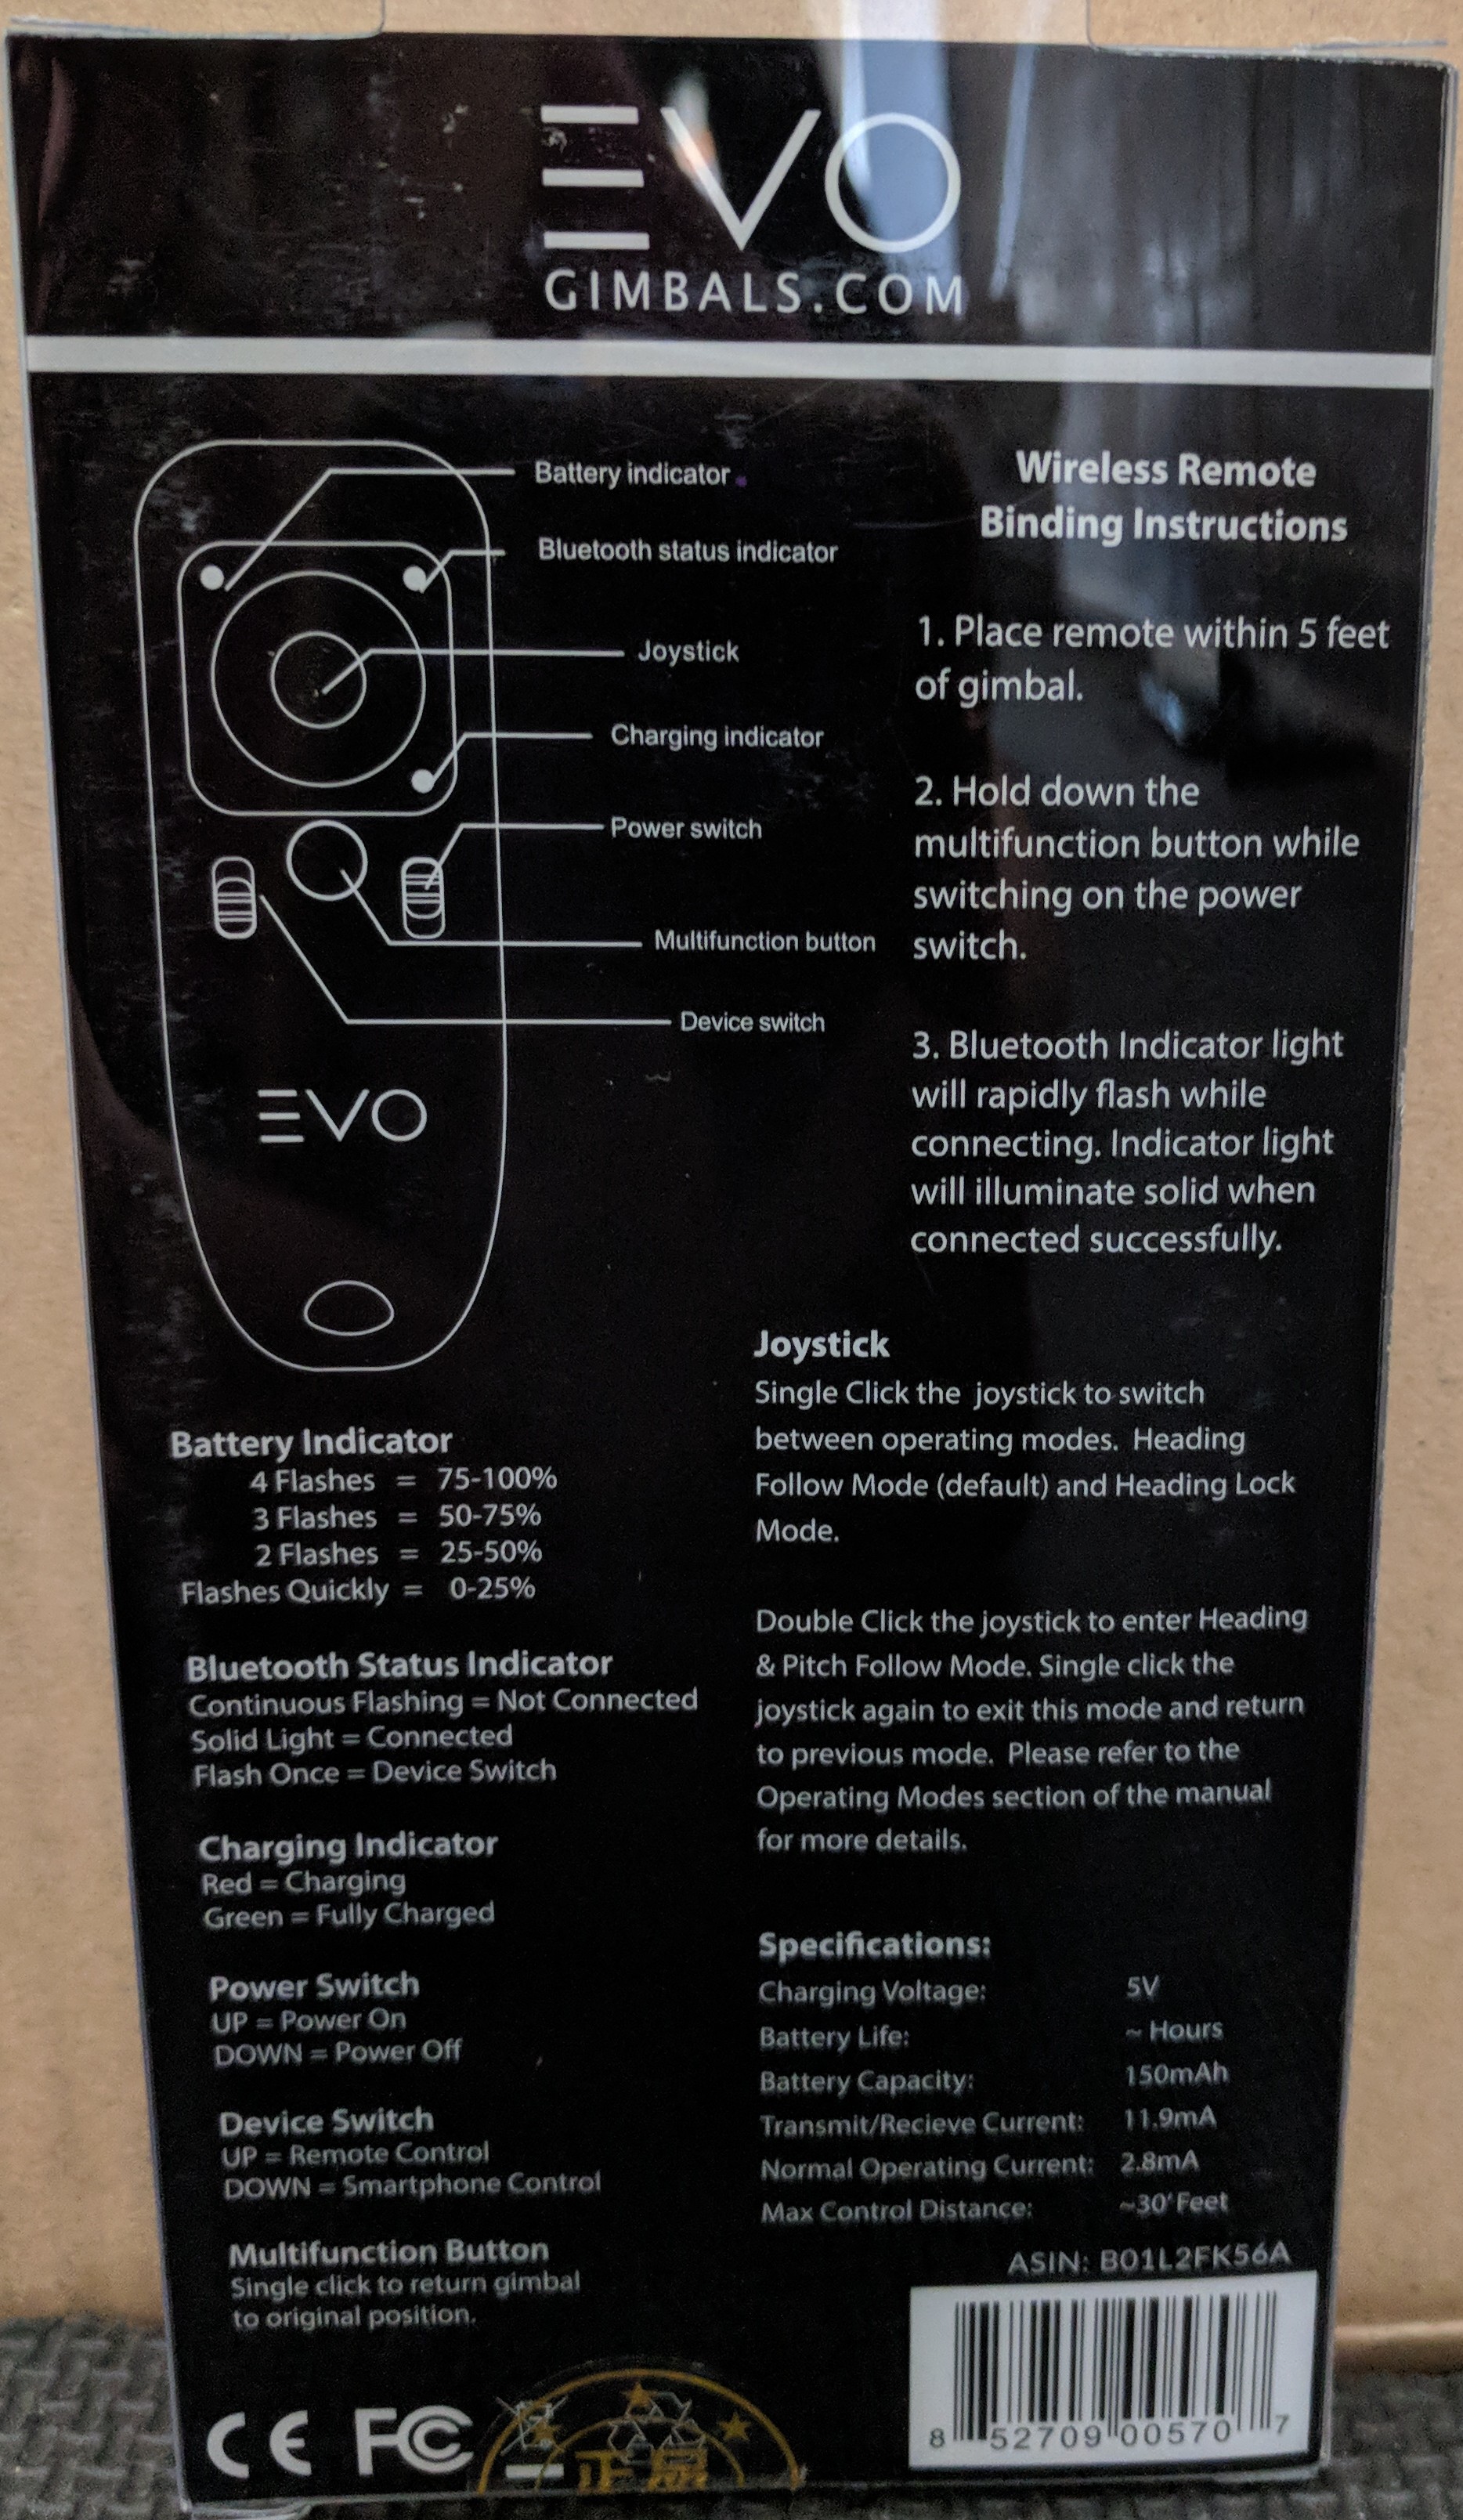 EVO
GIMBALS.COM
Battery indicator
Bluetooth status indicator
Joystick
Charging indicator
Power switch
Multifunction button
Device switch
EVO
Wireless Remote
Binding Instructions
1. Place remote within 5 feet
of gimbal.
2. Hold down the
multifunction button while
switching on the power
switch.
3. Bluetooth Indicator light
will rapidly flash while
connecting. Indicator light
will illuminate solid when
connected successfully.
Battery Indicator
4 Flashes = 75-100%
3 Flashes = 50-75%
2 Flashes = 25-50%
Flashes Quickly = 0-25%
Bluetooth Status Indicator
Continuous Flashing = Not Connected
Solid Light = Connected
Flash Once = Device Switch
Charging Indicator
Red = Charging
Green = Fully Charged
Power Switch
UP = Power On
DOWN = Power Off
Device Switch
UP = Remote Control
DOWN = Smartphone Control
Multifunction Button
Single click to return gimbal
to original position.
Joystick
Single Click the joystick to switch
between operating modes. Heading
Follow Mode (default) and Heading Lock
Mode.
Double Click the joystick to enter Heading
& Pitch Follow Mode. Single click the
joystick again to exit this mode and return
to previous mode. Please refer to the
Operating Modes section of the manual
for more details.
Specifications:
Charging Voltage: 5V
Battery Life: ~ Hours
Battery Capacity: 150mAh
Transmit/Recieve Current: 11.9mA
Normal Operating Current: 2.8mA
Max Control Distance: ~30' Feet
ASIN: B01L2FK56A
8 52709 00570 7
CE FC